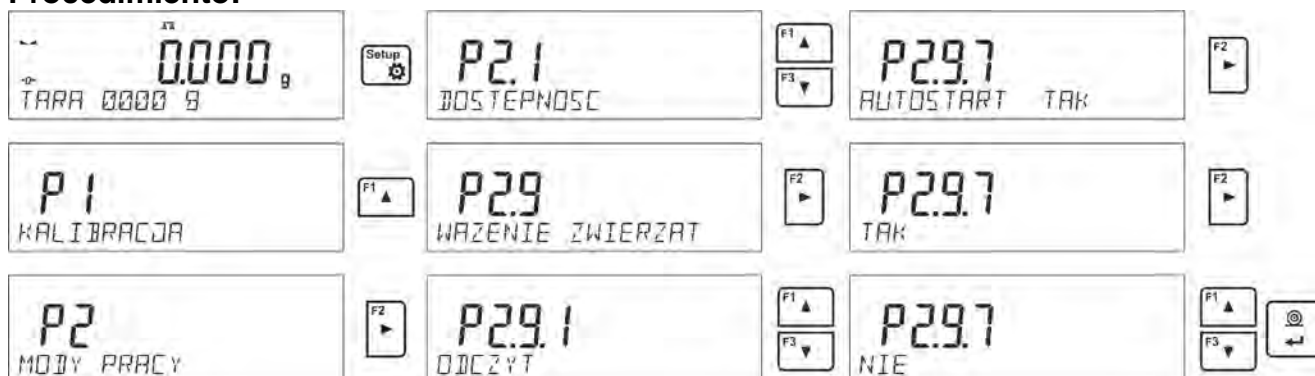 Procedimiento:
0.000 g
TARA 0000 g
Setup
P1
KALIBRACJA
F1
P2
MODY PRACY
F2
P2.1
DOSTEPNOSC
F1
F3
P2.9
WAZENIE ZWIERZAT
F2
P2.9.1
ODCZYT
F1
F3
P2.9.7
AUTOSTART TAK
F2
P2.9.7
TAK
F2
P2.9.7
NIE
F1
F3